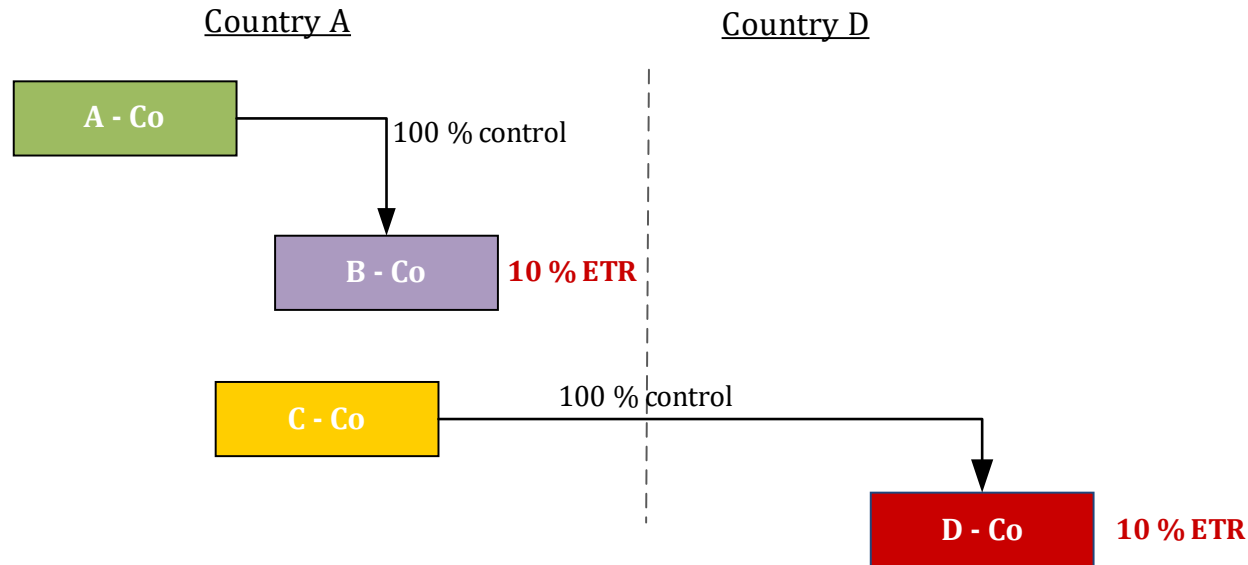 Country A
Country D
A - Co
100 % control
B - Co
10 % ETR
100 % control
C - Co
D - Co
10 % ETR